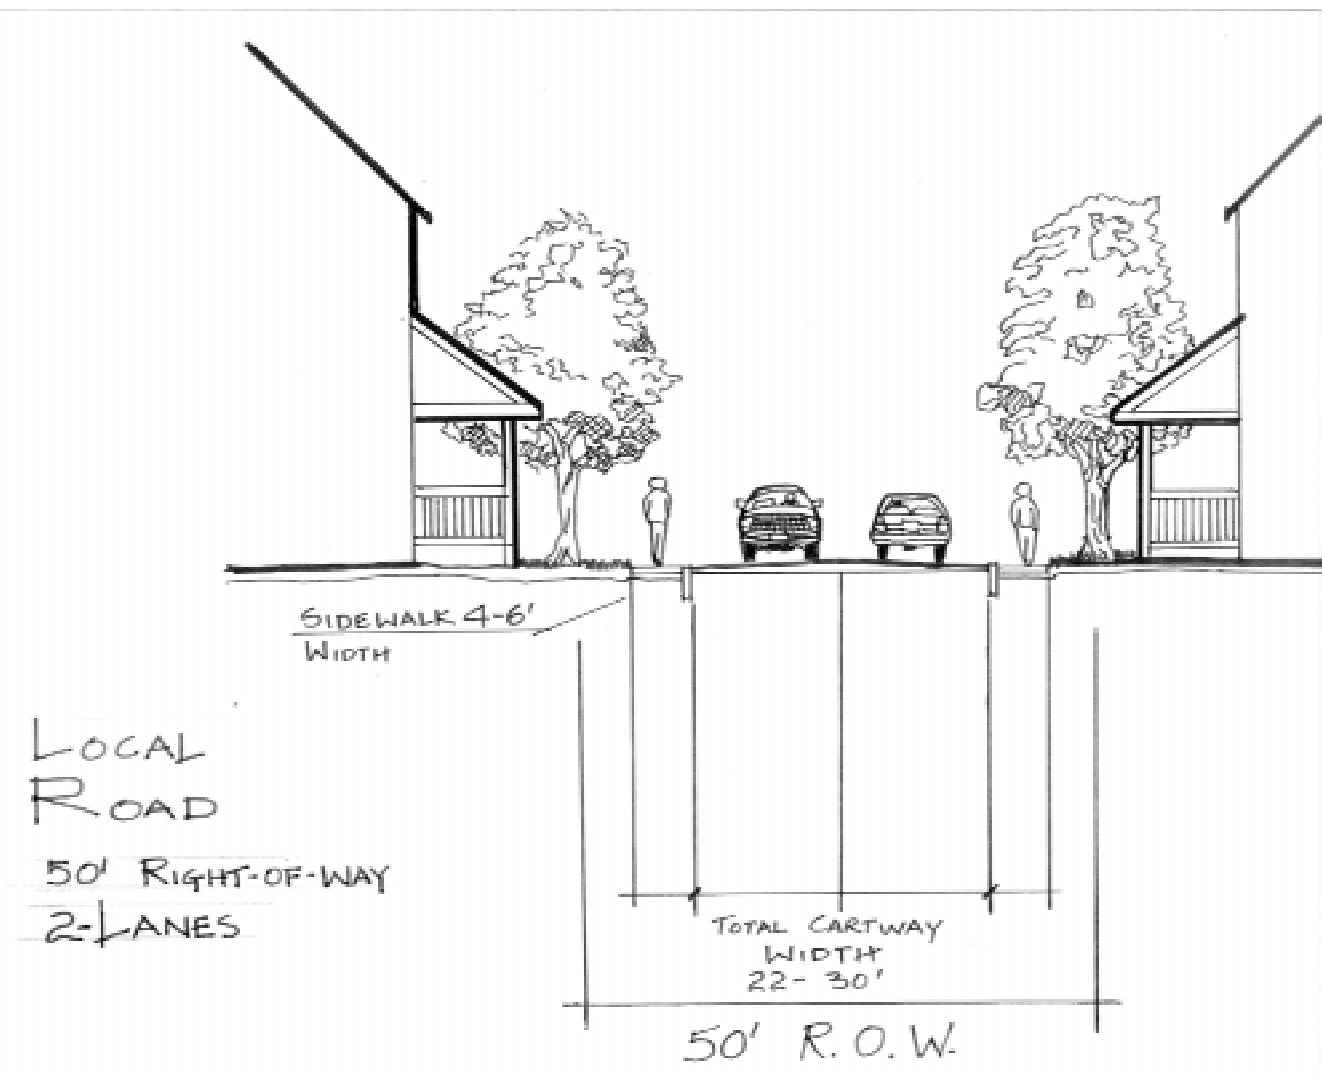 SIDEWALK 4-6'
WIDTH
LOCAL
ROAD
50' RIGHT-OF-WAY
2-LANES
TOTAL CARTWAY
WIDTH
22- 30'
50' R.O.W.